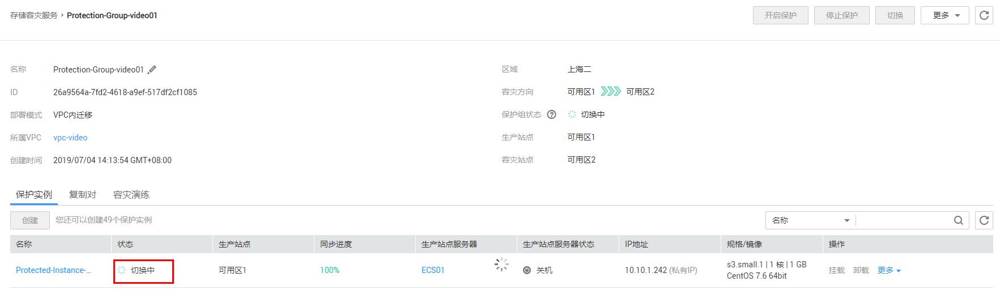 存储容灾服务 › Protection-Group-video01
开启保护 停止保护 切换 更多
名称 Protection-Group-video01
区域 上海二
ID 26a9564a-7fd2-4618-a9ef-517df2cf1085
容灾方向 可用区1 可用区2
部署模式 VPC内迁移
保护组状态 ? 切换中
所属VPC vpc-video
生产站点 可用区1
创建时间 2019/07/04 14:13:54 GMT+08:00
容灾站点 可用区2
保护实例 复制对 容灾演练
创建 您还可以创建49个保护实例 名称
名称 状态 生产站点 同步进度 生产站点服务器 生产站点服务器状态 IP地址 规格/镜像 操作
Protected-Instance-... 切换中 可用区1 100% ECS01 关机 10.10.1.242 (私有IP) s3.small.1 | 1 核 | 1 GB 挂载 卸载 更多
CentOS 7.6 64bit